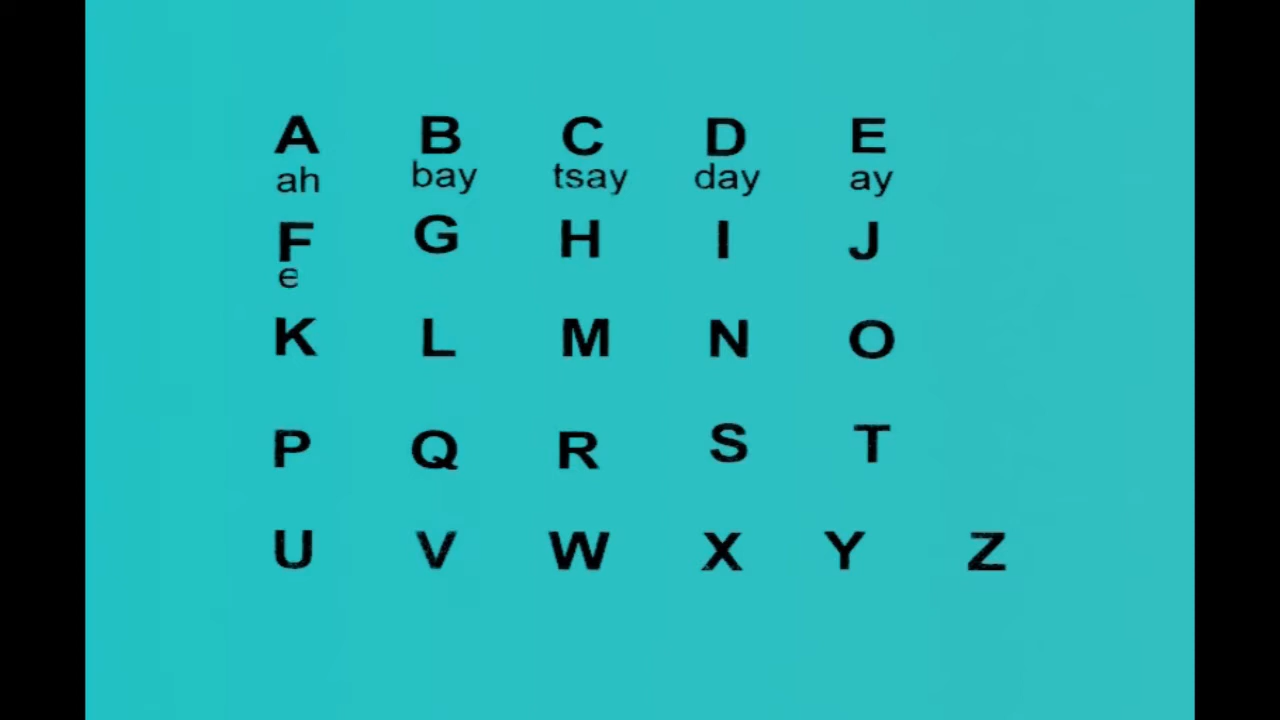 A B C D E
ah bay tsay day ay
F G H I J
e
K L M N O
P Q R S T
U V W X Y Z